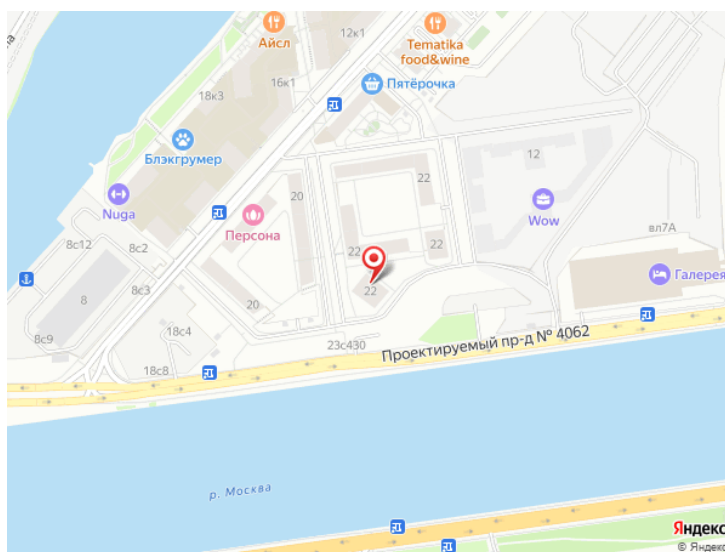 Айсл
12к1
Tematika
food&wine
16к1
18к3
Пятёрочка
Блэкгрумер
12
22
20
Nuga
Wow
Персона
вл7А
8с12
8с2
22
22
Галерея
8
8с3
22
20
8с9
18с4
23с430
Проектируемый пр-д № 4062
18с8
р. Москва
Яндекс
© Яндекс